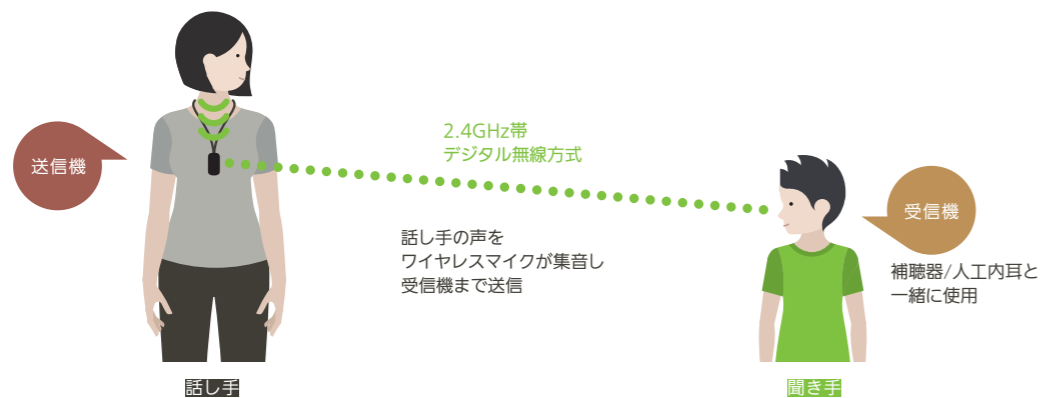 送信機
2.4GHz帯
デジタル無線方式
話し手の声を
ワイヤレスマイクが集音し
受信機まで送信
受信機
補聴器/人工内耳と
一緒に使用
話し手
聞き手